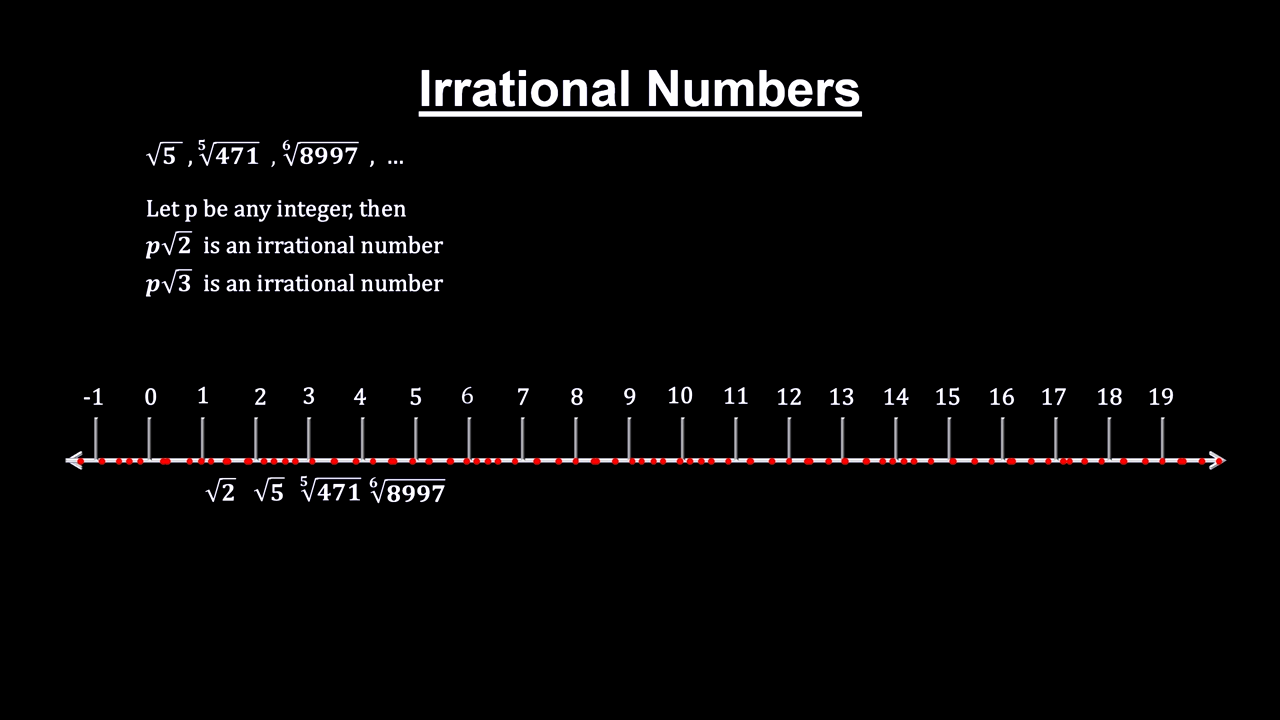 Irrational Numbers
√5 , ⁵√471 , ⁶√8997 , ...
Let p be any integer, then
p√2 is an irrational number
p√3 is an irrational number
-1 0 1 2 3 4 5 6 7 8 9 10 11 12 13 14 15 16 17 18 19
√2 √5 ⁵√471 ⁶√8997